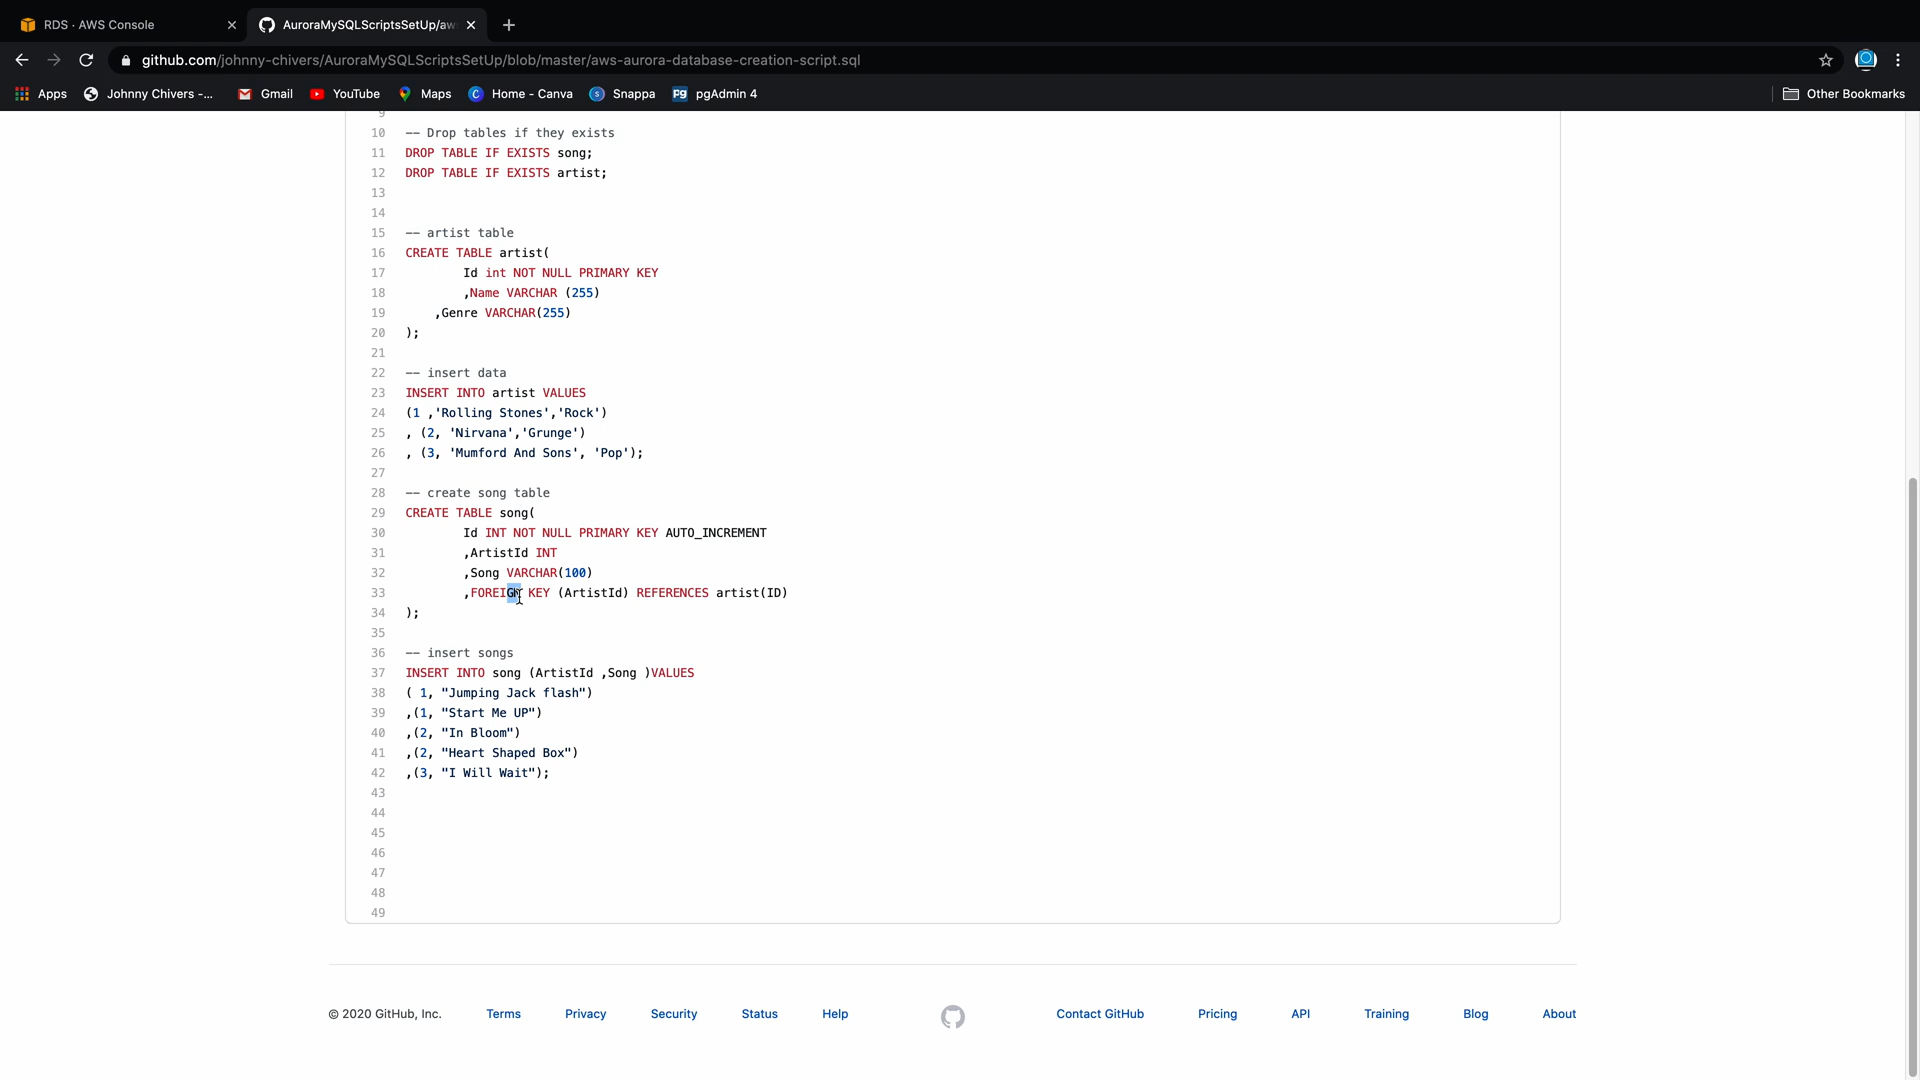 RDS · AWS Console
AuroraMySQLScriptsSetUp/aw
github.com/johnny-chivers/AuroraMySQLScriptsSetUp/blob/master/aws-aurora-database-creation-script.sql
Apps Johnny Chivers -... Gmail YouTube Maps Home - Canva Snappa pgAdmin 4 Other Bookmarks
9
10 -- Drop tables if they exists
11 DROP TABLE IF EXISTS song;
12 DROP TABLE IF EXISTS artist;
13
14
15 -- artist table
16 CREATE TABLE artist(
17 Id int NOT NULL PRIMARY KEY
18 ,Name VARCHAR (255)
19 ,Genre VARCHAR(255)
20 );
21
22 -- insert data
23 INSERT INTO artist VALUES
24 (1 ,'Rolling Stones','Rock')
25 , (2, 'Nirvana','Grunge')
26 , (3, 'Mumford And Sons', 'Pop');
27
28 -- create song table
29 CREATE TABLE song(
30 Id INT NOT NULL PRIMARY KEY AUTO_INCREMENT
31 ,ArtistId INT
32 ,Song VARCHAR(100)
33 ,FOREIGN KEY (ArtistId) REFERENCES artist(ID)
34 );
35
36 -- insert songs
37 INSERT INTO song (ArtistId ,Song )VALUES
38 ( 1, "Jumping Jack flash")
39 ,(1, "Start Me UP")
40 ,(2, "In Bloom")
41 ,(2, "Heart Shaped Box")
42 ,(3, "I Will Wait");
43
44
45
46
47
48
49
© 2020 GitHub, Inc. Terms Privacy Security Status Help Contact GitHub Pricing API Training Blog About